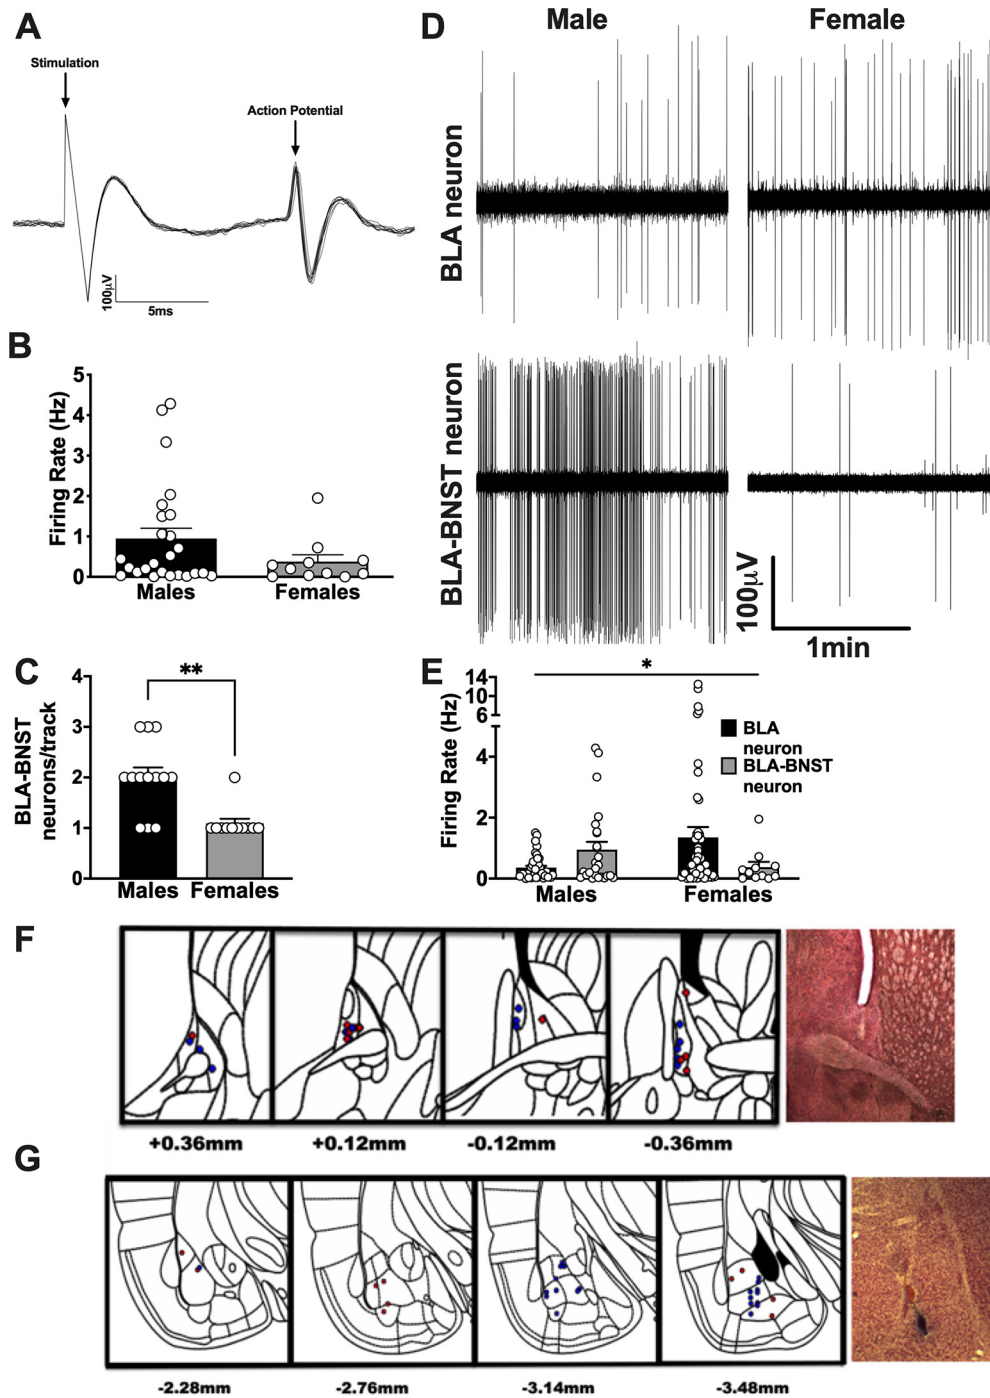 A
Stimulation
Action Potential
100μV
5ms
B
Firing Rate (Hz)
5
4
3
2
1
0
Males
Females
C
**
BLA-BNST
neurons/track
4
3
2
1
0
Males
Females
D
Male
Female
BLA neuron
BLA-BNST neuron
100μV
1min
E
*
Firing Rate (Hz)
14
10
6
4
2
0
Males
Females
BLA
neuron
BLA-BNST
neuron
F
+0.36mm
+0.12mm
-0.12mm
-0.36mm
G
-2.28mm
-2.76mm
-3.14mm
-3.48mm